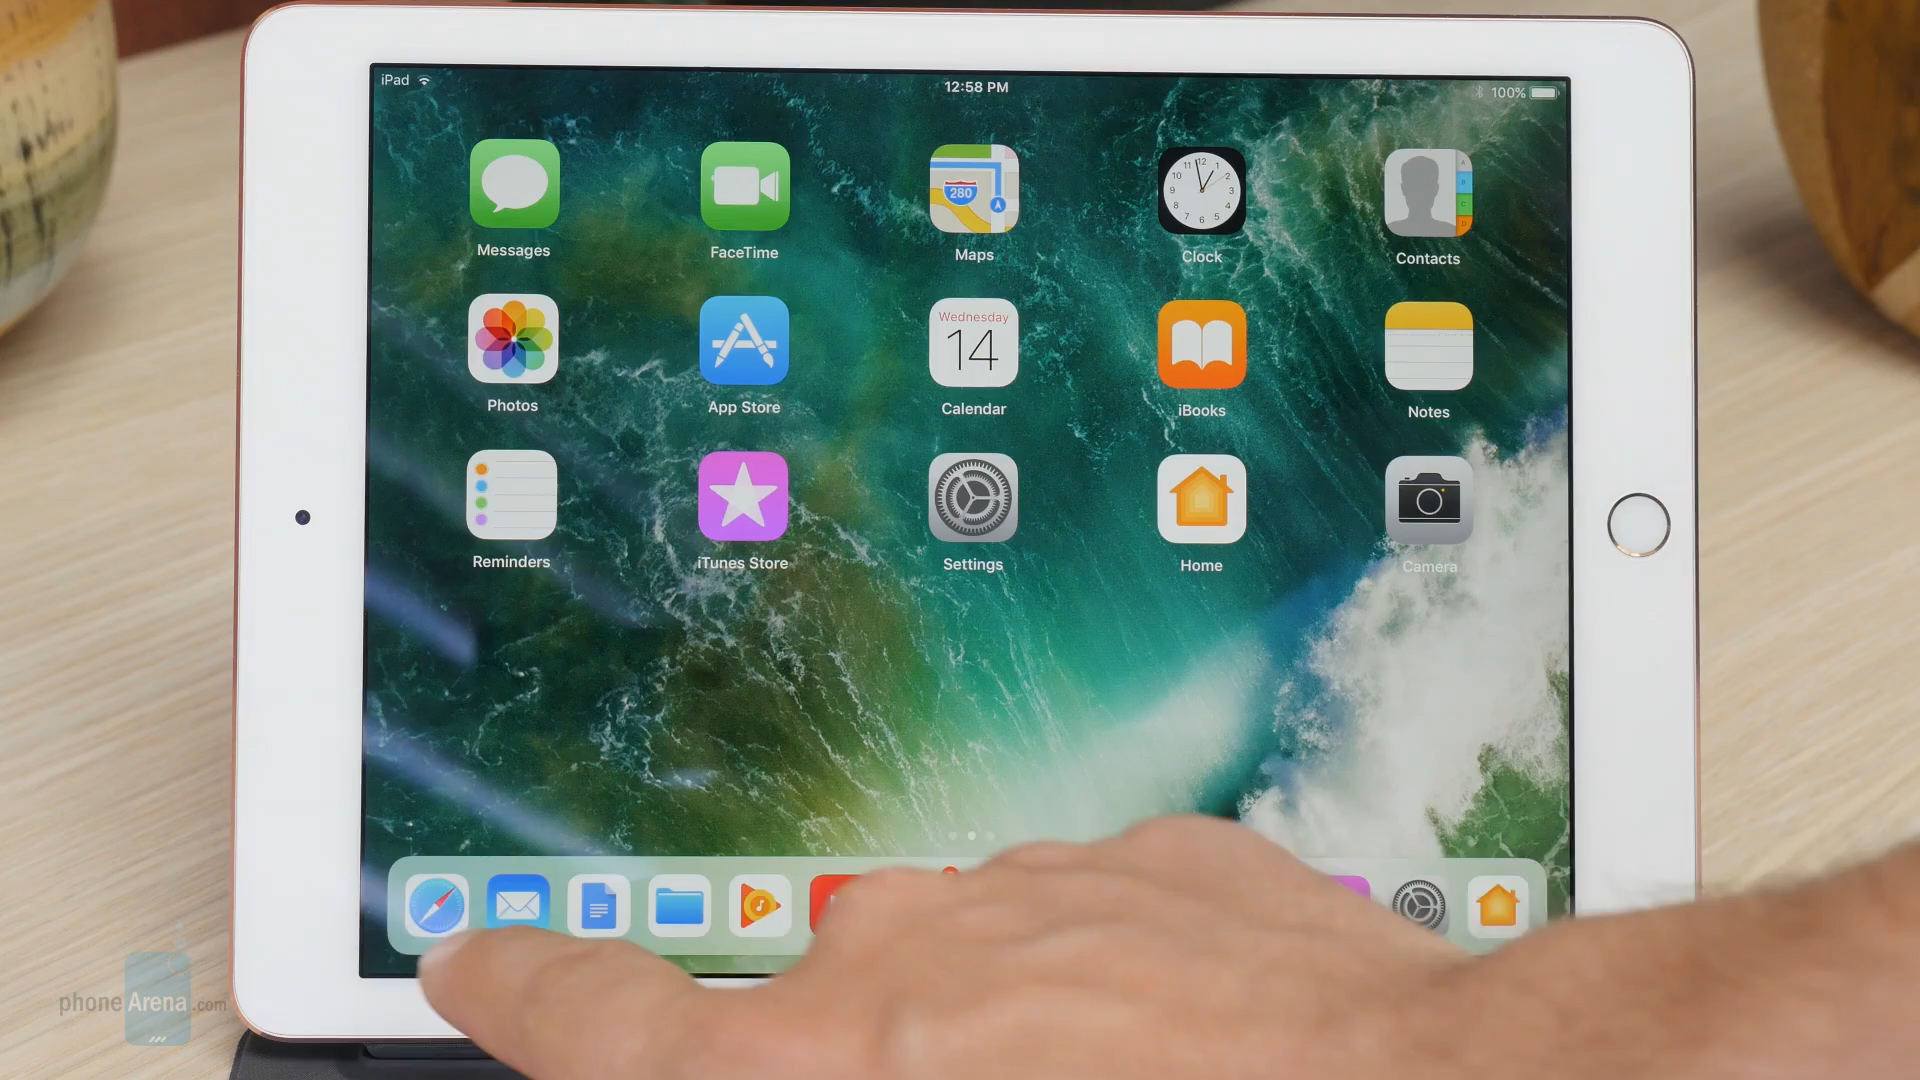 iPad
12:58 PM
100%
280
Messages
FaceTime
Maps
Clock
Contacts
Wednesday
14
Photos
App Store
Calendar
iBooks
Notes
Reminders
iTunes Store
Settings
Home
Camera
phoneArena.com